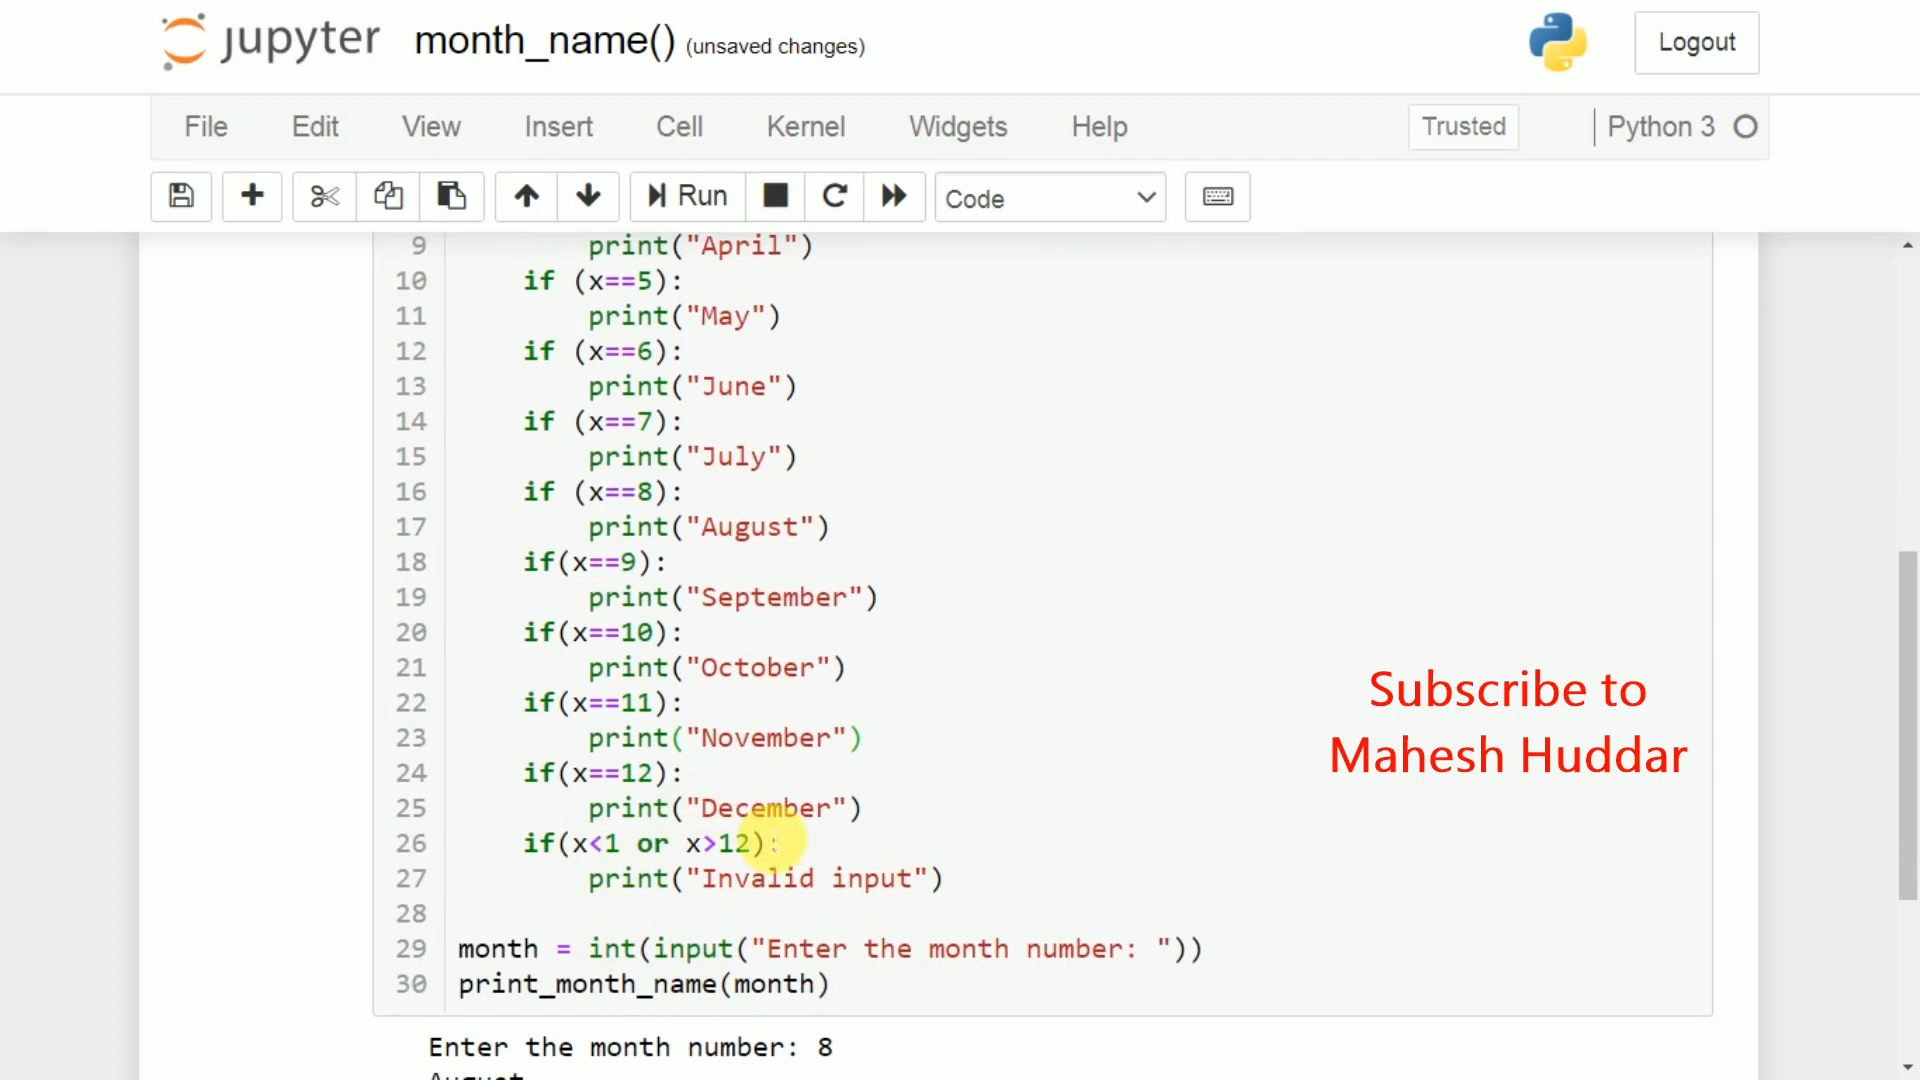 jupyter month_name() (unsaved changes) Logout
File Edit View Insert Cell Kernel Widgets Help Trusted Python 3
Run Code
9 print("April")
10 if (x==5):
11 print("May")
12 if (x==6):
13 print("June")
14 if (x==7):
15 print("July")
16 if (x==8):
17 print("August")
18 if(x==9):
19 print("September")
20 if(x==10):
21 print("October")
22 if(x==11):
23 print("November")
24 if(x==12):
25 print("December")
26 if(x<1 or x>12):
27 print("Invalid input")
28
29 month = int(input("Enter the month number: "))
30 print_month_name(month)
Enter the month number: 8
August
Subscribe to
Mahesh Huddar